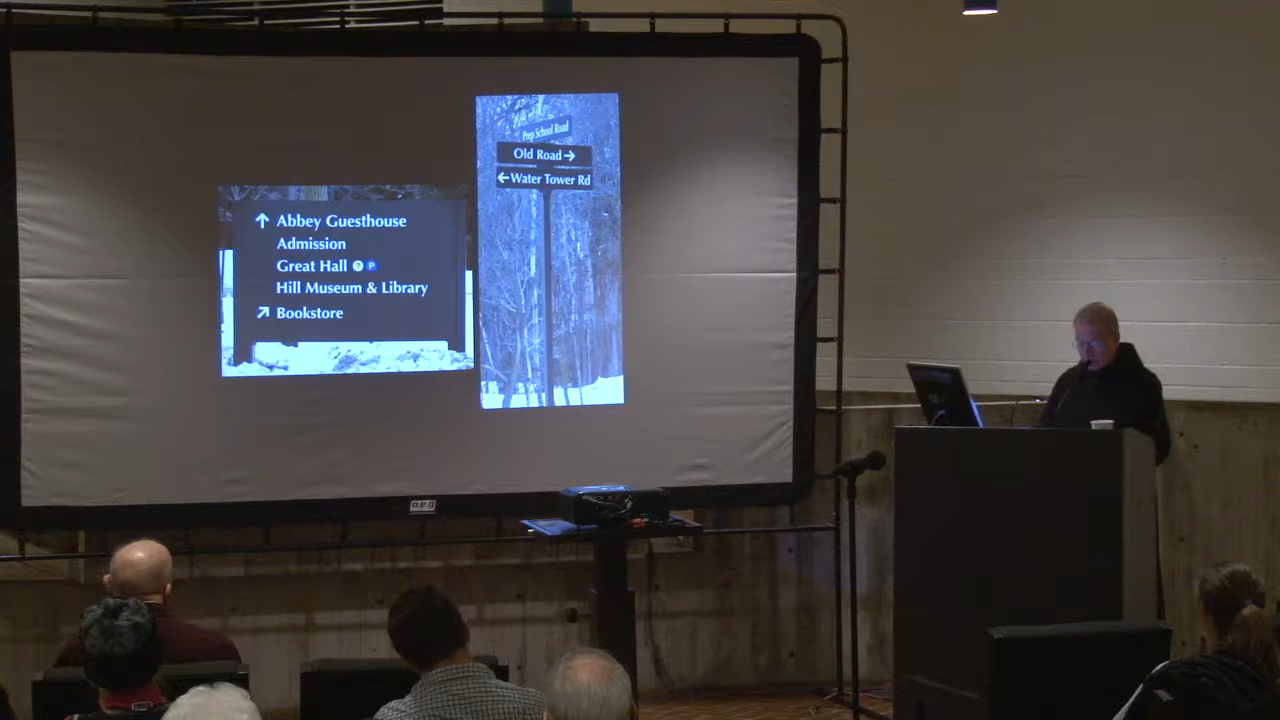 ↑ Abbey Guesthouse
Admission
Great Hall ? P
Hill Museum & Library
↗ Bookstore
Prep School Road
Old Road →
← Water Tower Rd
a.e.g